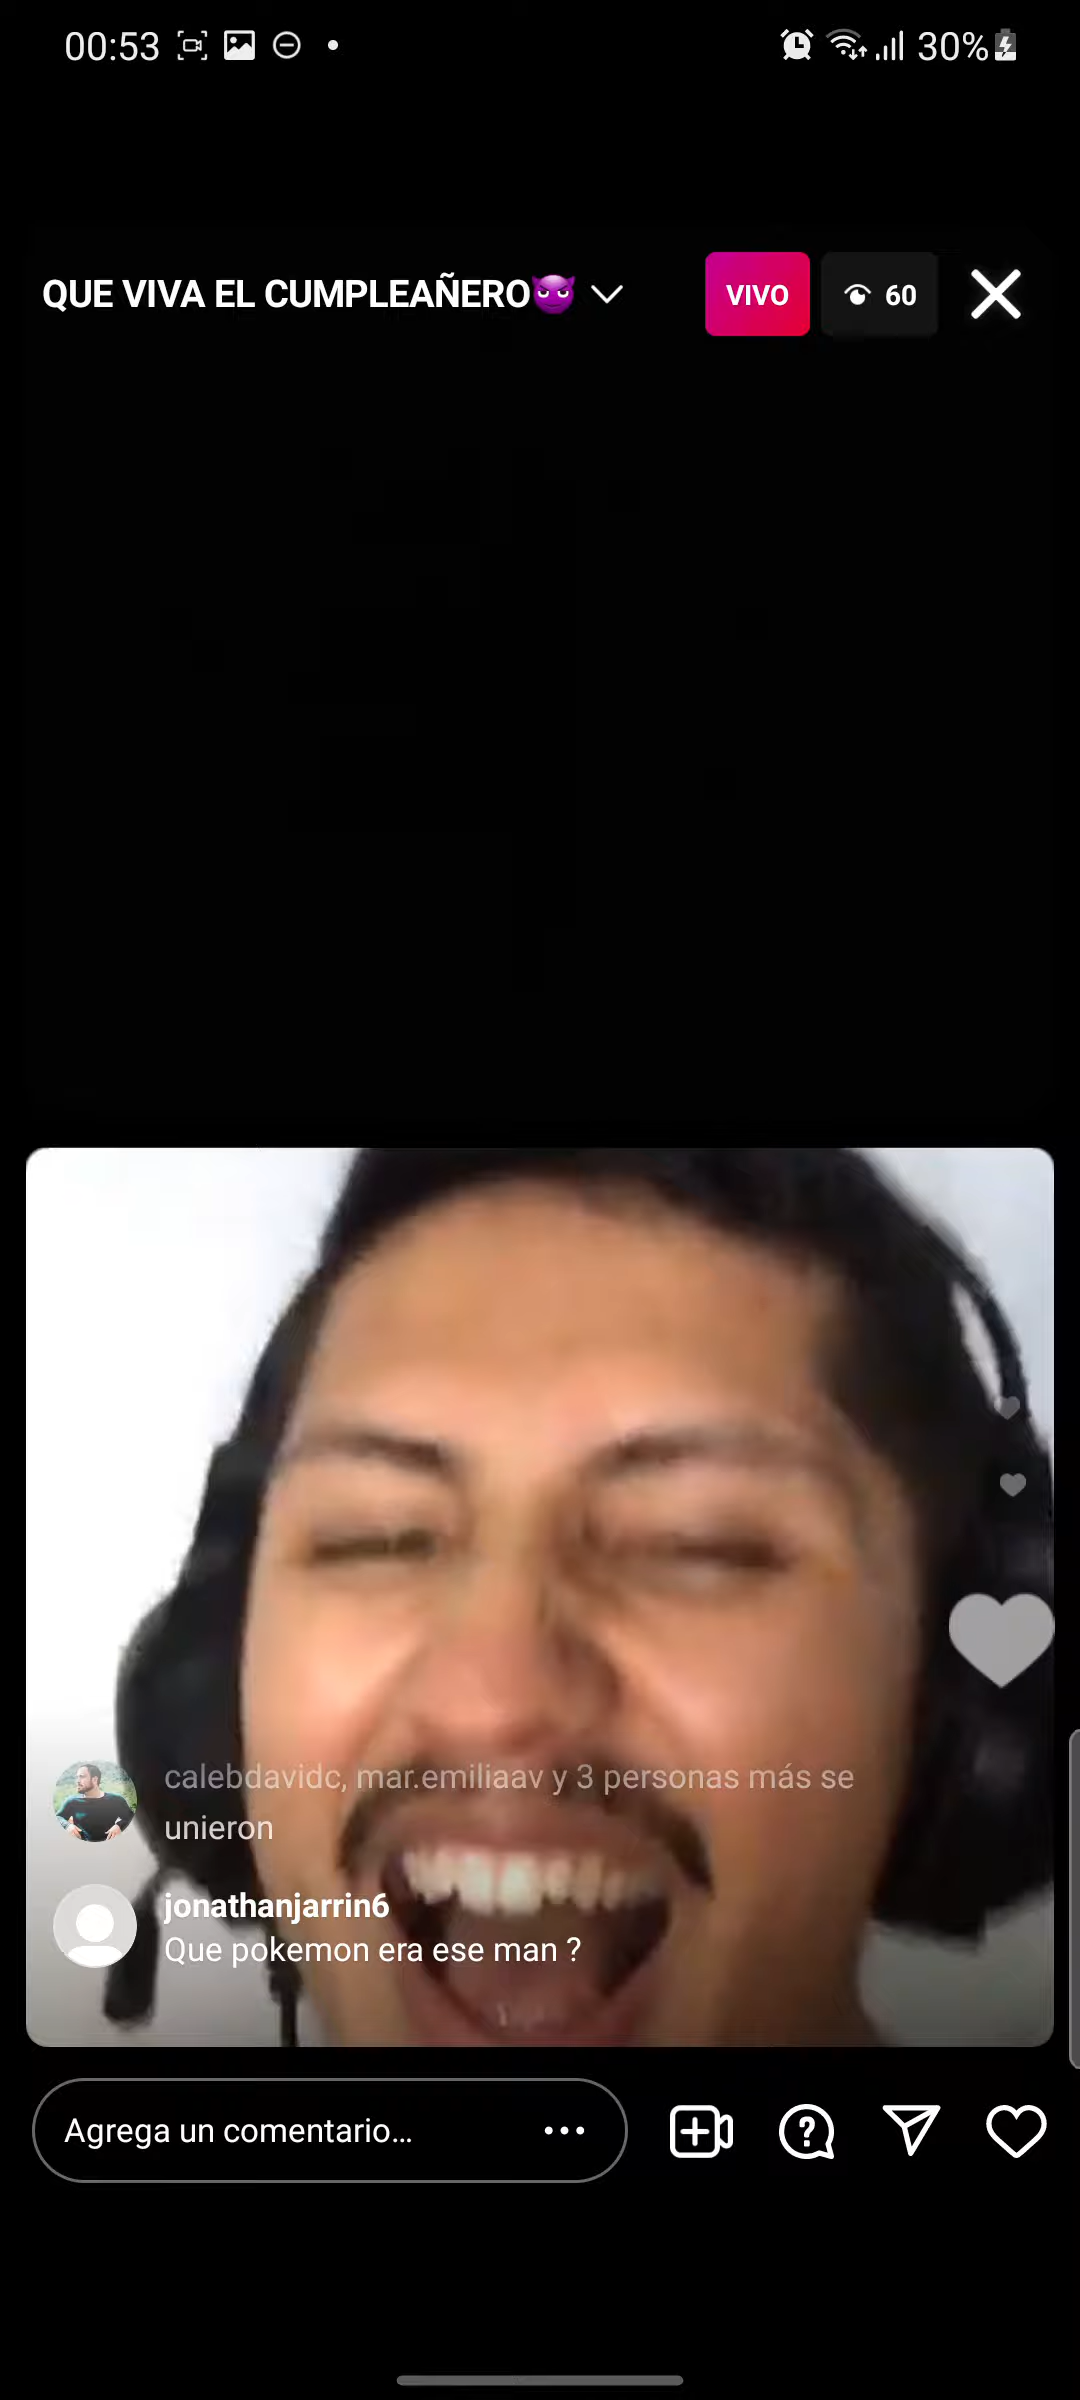 00:53
30%
QUE VIVA EL CUMPLEAÑERO😈
VIVO
60
calebdavidc, mar.emiliaav y 3 personas más se
unieron
jonathanjarrin6
Que pokemon era ese man ?
Agrega un comentario...